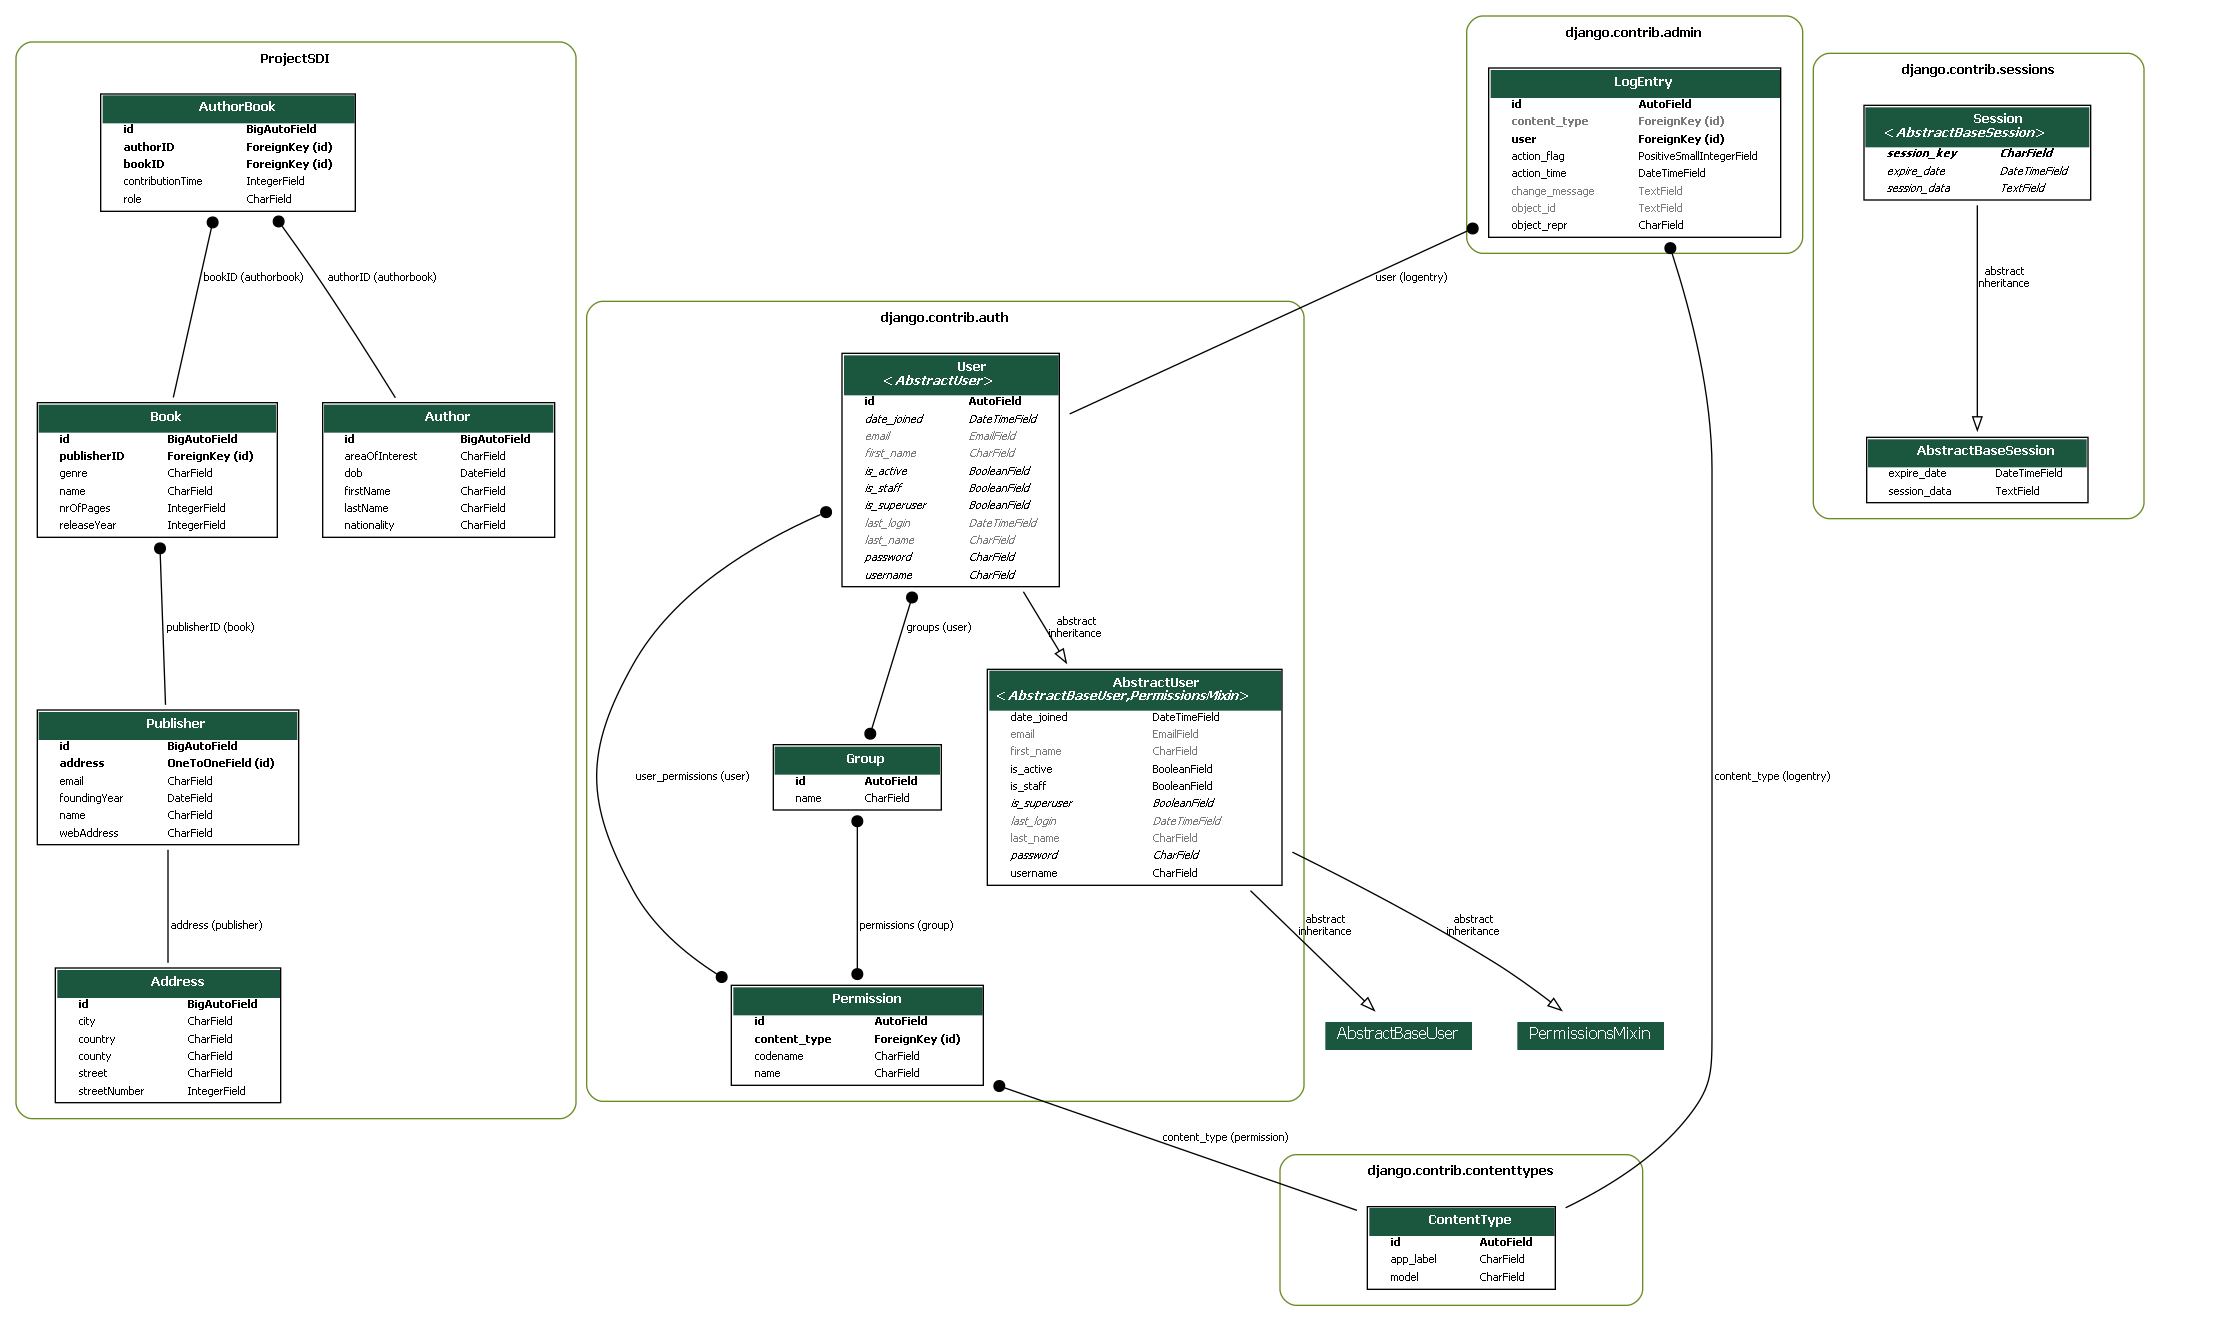 ProjectSDI
AuthorBook
id BigAutoField
authorID ForeignKey (id)
bookID ForeignKey (id)
contributionTime IntegerField
role CharField
bookID (authorbook)
authorID (authorbook)
Book
id BigAutoField
publisherID ForeignKey (id)
genre CharField
name CharField
nrOfPages IntegerField
releaseYear IntegerField
Author
id BigAutoField
areaOfInterest CharField
dob DateField
firstName CharField
lastName CharField
nationality CharField
publisherID (book)
Publisher
id BigAutoField
address OneToOneField (id)
email CharField
foundingYear DateField
name CharField
webAddress CharField
address (publisher)
Address
id BigAutoField
city CharField
country CharField
county CharField
street CharField
streetNumber IntegerField
django.contrib.auth
User
<AbstractUser>
id AutoField
date_joined DateTimeField
email EmailField
first_name CharField
is_active BooleanField
is_staff BooleanField
is_superuser BooleanField
last_login DateTimeField
last_name CharField
password CharField
username CharField
groups (user)
abstract
inheritance
user_permissions (user)
AbstractUser
<AbstractBaseUser,PermissionsMixin>
date_joined DateTimeField
email EmailField
first_name CharField
is_active BooleanField
is_staff BooleanField
is_superuser BooleanField
last_login DateTimeField
last_name CharField
password CharField
username CharField
Group
id AutoField
name CharField
permissions (group)
abstract
inheritance
abstract
inheritance
AbstractBaseUser
PermissionsMixin
Permission
id AutoField
content_type ForeignKey (id)
codename CharField
name CharField
content_type (permission)
django.contrib.admin
LogEntry
id AutoField
content_type ForeignKey (id)
user ForeignKey (id)
action_flag PositiveSmallIntegerField
action_time DateTimeField
change_message TextField
object_id TextField
object_repr CharField
user (logentry)
content_type (logentry)
django.contrib.sessions
Session
<AbstractBaseSession>
session_key CharField
expire_date DateTimeField
session_data TextField
abstract
inheritance
AbstractBaseSession
expire_date DateTimeField
session_data TextField
django.contrib.contenttypes
ContentType
id AutoField
app_label CharField
model CharField